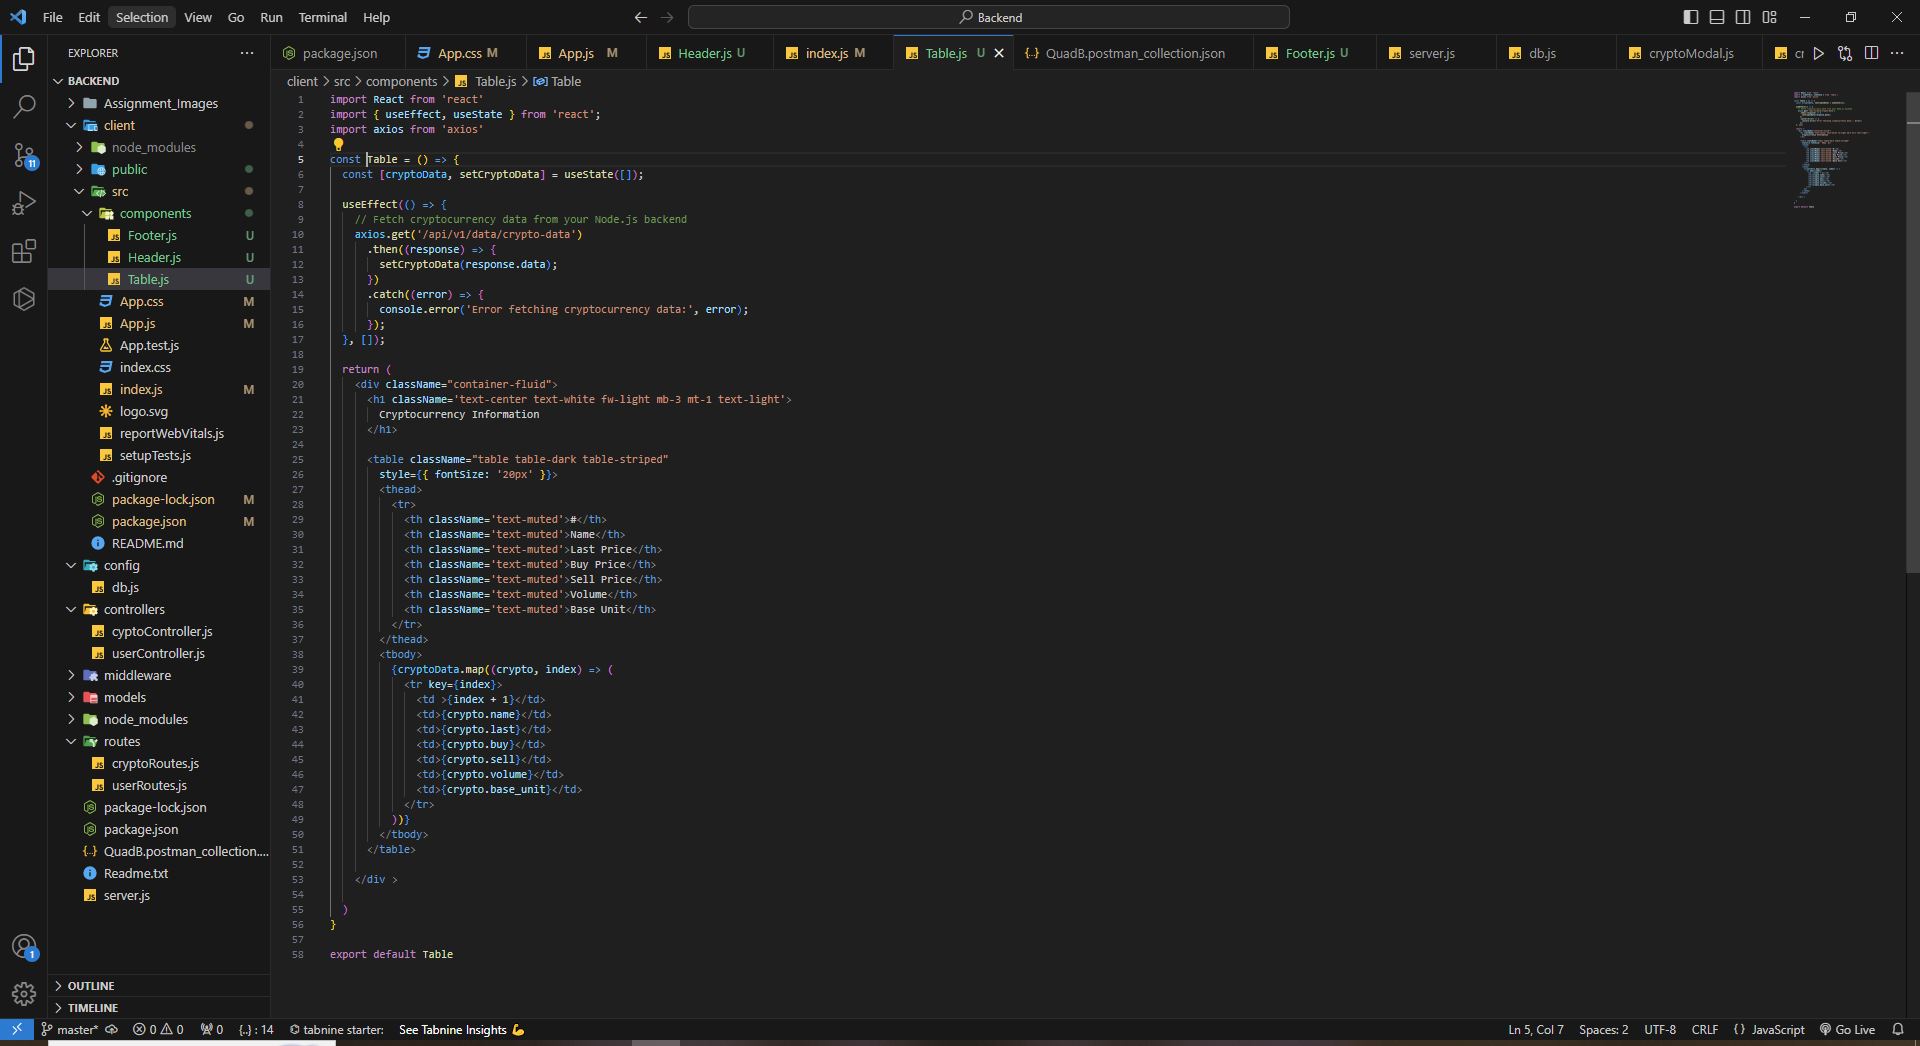 File Edit Selection View Go Run Terminal Help
Backend
EXPLORER
BACKEND
Assignment_Images
client
node_modules
public
src
components
Footer.js U
Header.js U
Table.js U
App.css M
App.js M
App.test.js
index.css
index.js M
logo.svg
reportWebVitals.js
setupTests.js
.gitignore
package-lock.json M
package.json M
README.md
config
db.js
controllers
cyptoController.js
userController.js
middleware
models
node_modules
routes
cryptoRoutes.js
userRoutes.js
package-lock.json
package.json
QuadB.postman_collection....
Readme.txt
server.js
OUTLINE
TIMELINE
11
1
package.json App.css M App.js M Header.js U index.js M Table.js U QuadB.postman_collection.json Footer.js U server.js db.js cryptoModal.js cr
client > src > components > Table.js > Table
1 import React from 'react'
2 import { useEffect, useState } from 'react';
3 import axios from 'axios'
4
5 const Table = () => {
6 const [cryptoData, setCryptoData] = useState([]);
7
8 useEffect(() => {
9 // Fetch cryptocurrency data from your Node.js backend
10 axios.get('/api/v1/data/crypto-data')
11 .then((response) => {
12 setCryptoData(response.data);
13 })
14 .catch((error) => {
15 console.error('Error fetching cryptocurrency data:', error);
16 });
17 }, []);
18
19 return (
20 <div className="container-fluid">
21 <h1 className='text-center text-white fw-light mb-3 mt-1 text-light'>
22 Cryptocurrency Information
23 </h1>
24
25 <table className="table table-dark table-striped"
26 style={{ fontSize: '20px' }}>
27 <thead>
28 <tr>
29 <th className='text-muted'>#</th>
30 <th className='text-muted'>Name</th>
31 <th className='text-muted'>Last Price</th>
32 <th className='text-muted'>Buy Price</th>
33 <th className='text-muted'>Sell Price</th>
34 <th className='text-muted'>Volume</th>
35 <th className='text-muted'>Base Unit</th>
36 </tr>
37 </thead>
38 <tbody>
39 {cryptoData.map((crypto, index) => (
40 <tr key={index}>
41 <td >{index + 1}</td>
42 <td>{crypto.name}</td>
43 <td>{crypto.last}</td>
44 <td>{crypto.buy}</td>
45 <td>{crypto.sell}</td>
46 <td>{crypto.volume}</td>
47 <td>{crypto.base_unit}</td>
48 </tr>
49 ))}
50 </tbody>
51 </table>
52
53 </div >
54
55 )
56 }
57
58 export default Table
master* 0 0 0 {..} : 14 tabnine starter: See Tabnine Insights 💪 Ln 5, Col 7 Spaces: 2 UTF-8 CRLF {} JavaScript Go Live